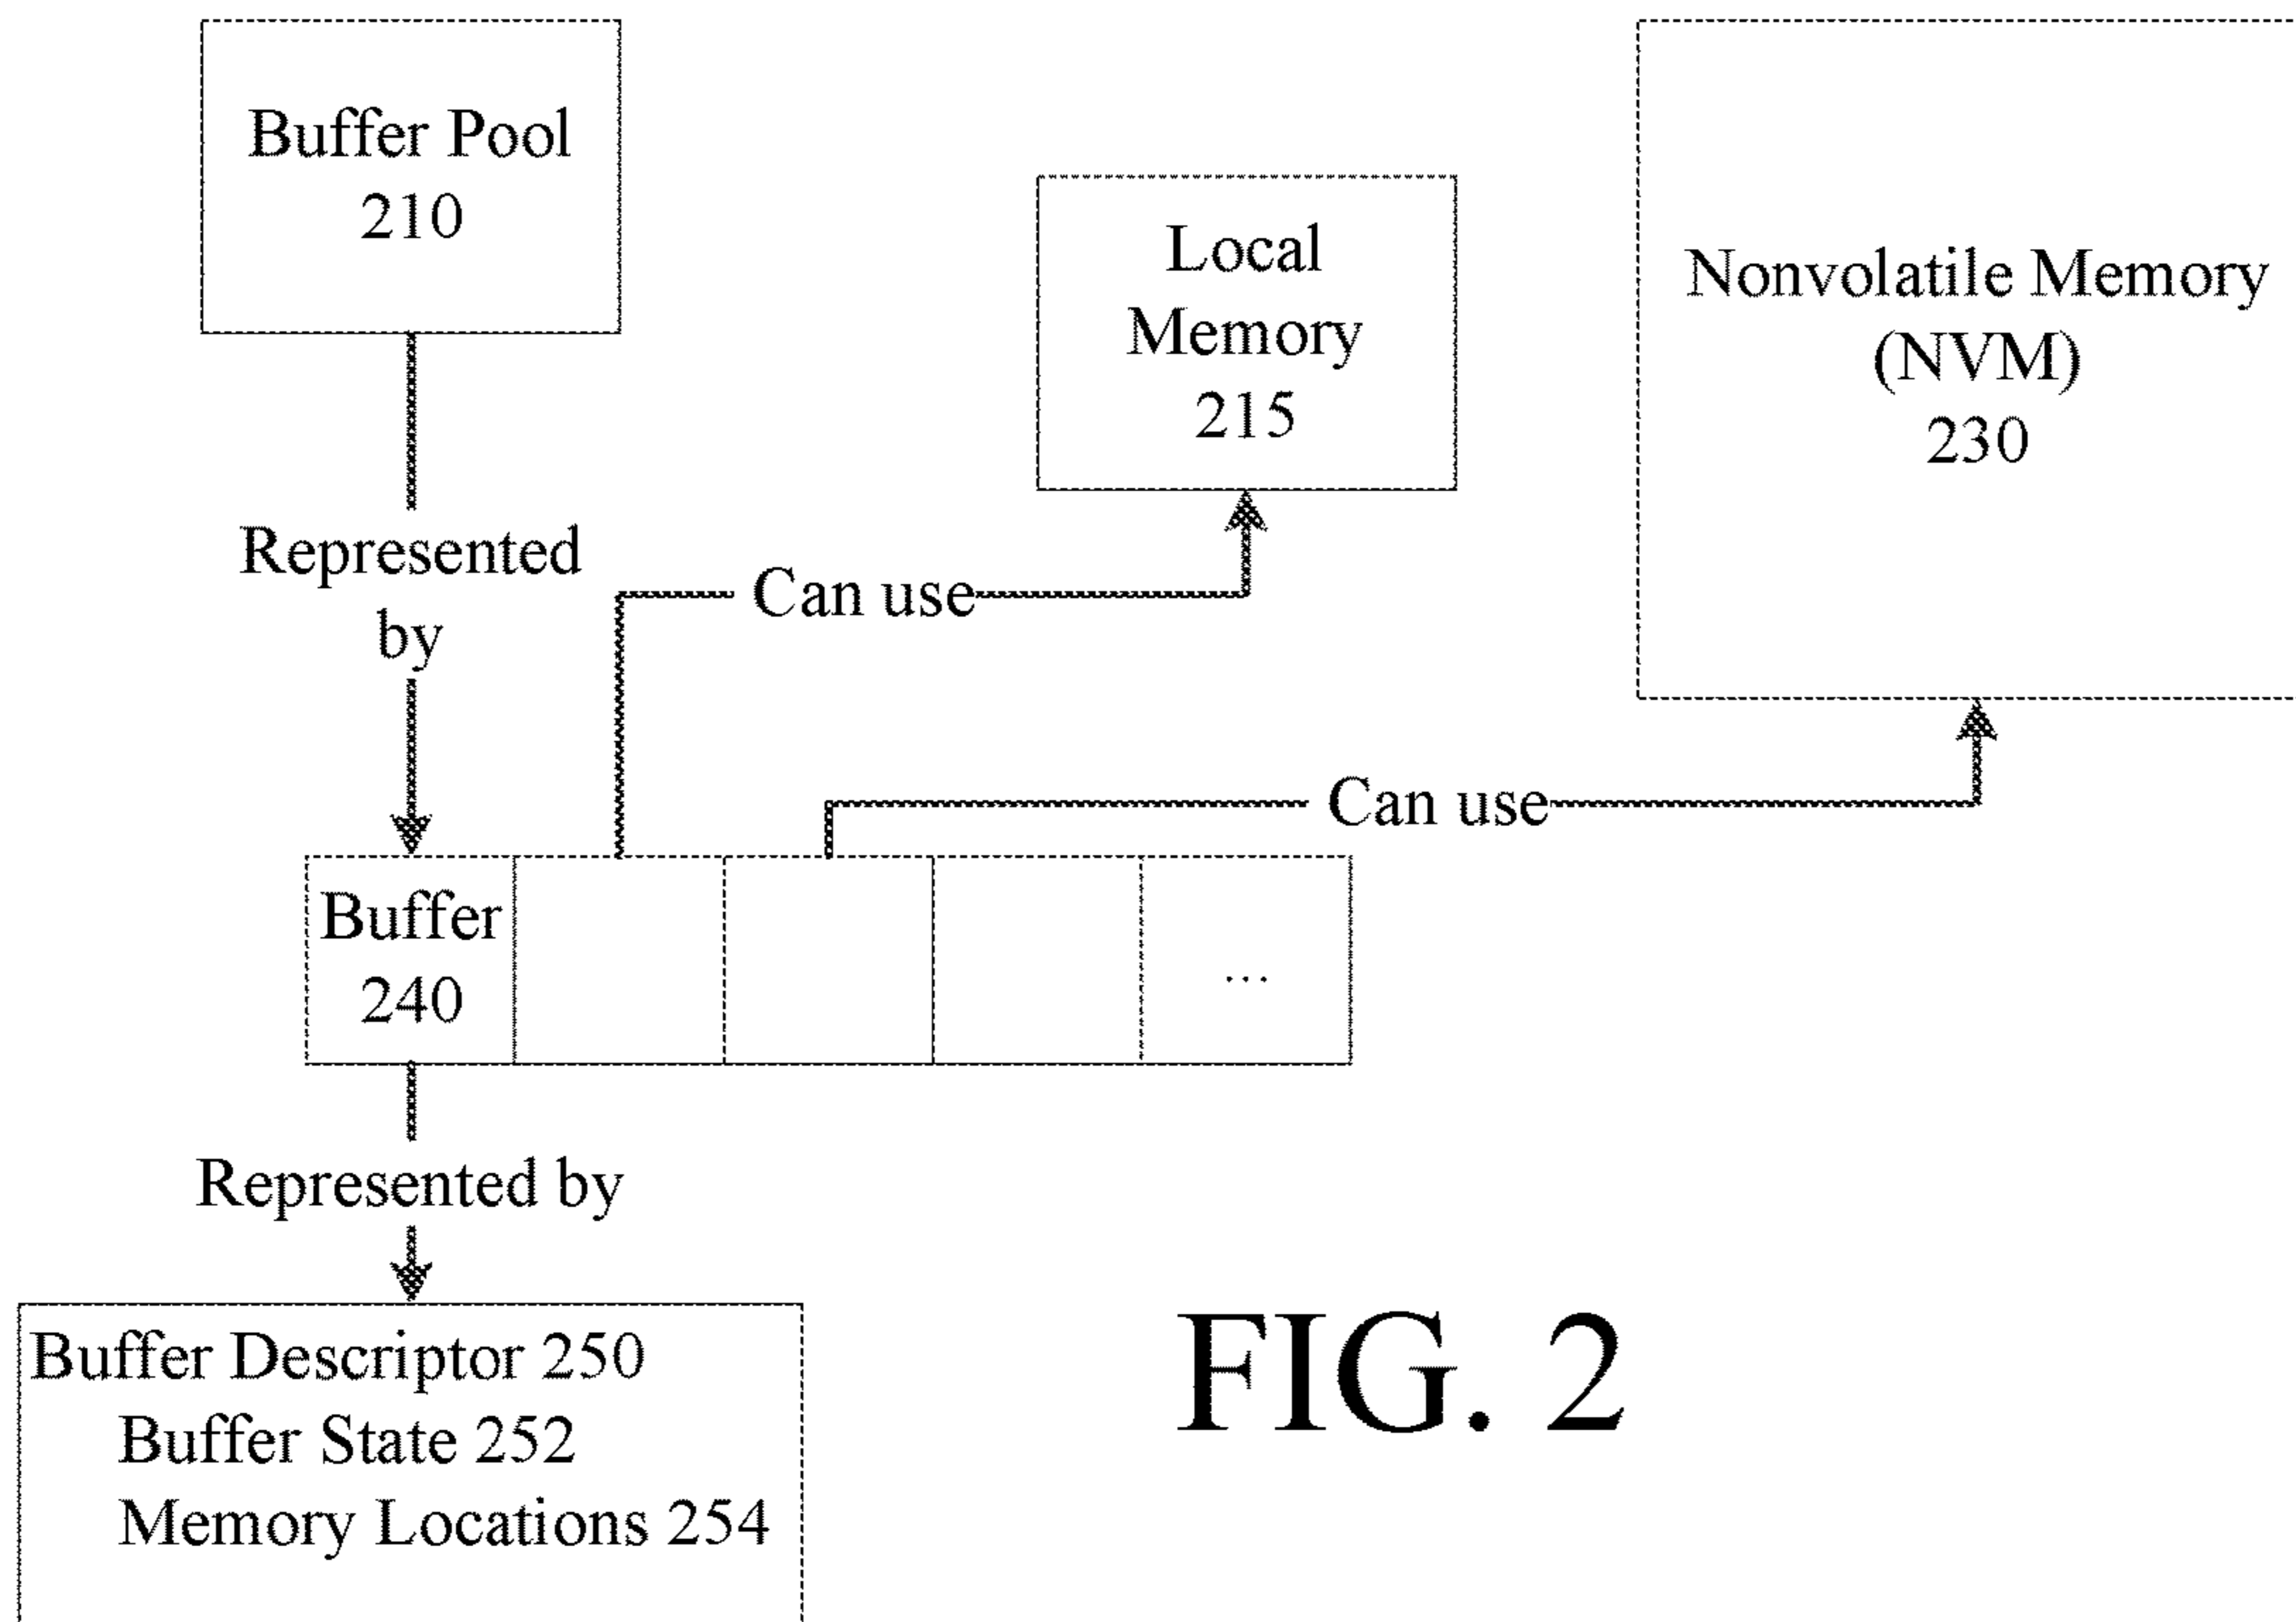 Buffer Pool
210
Local
Memory
215
Nonvolatile Memory
(NVM)
230
Represented
by
Can use
Can use
Buffer
240
...
Represented by
Buffer Descriptor 250
Buffer State 252
Memory Locations 254
FIG. 2